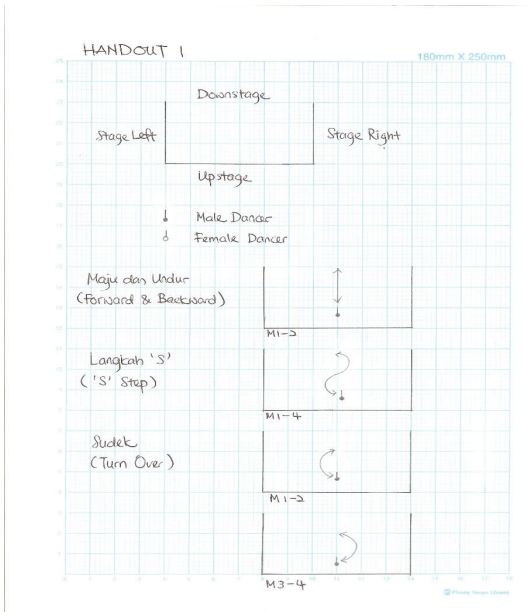 HANDOUT 1
180mm X 250mm
Downstage
Stage Left
Stage Right
Upstage
Male Dancer
Female Dancer
Maju dan Undur
(Forward & Backward)
M1-2
Langkah 'S'
('S' Step)
M1-4
Sudek
(Turn Over)
M1-2
M3-4